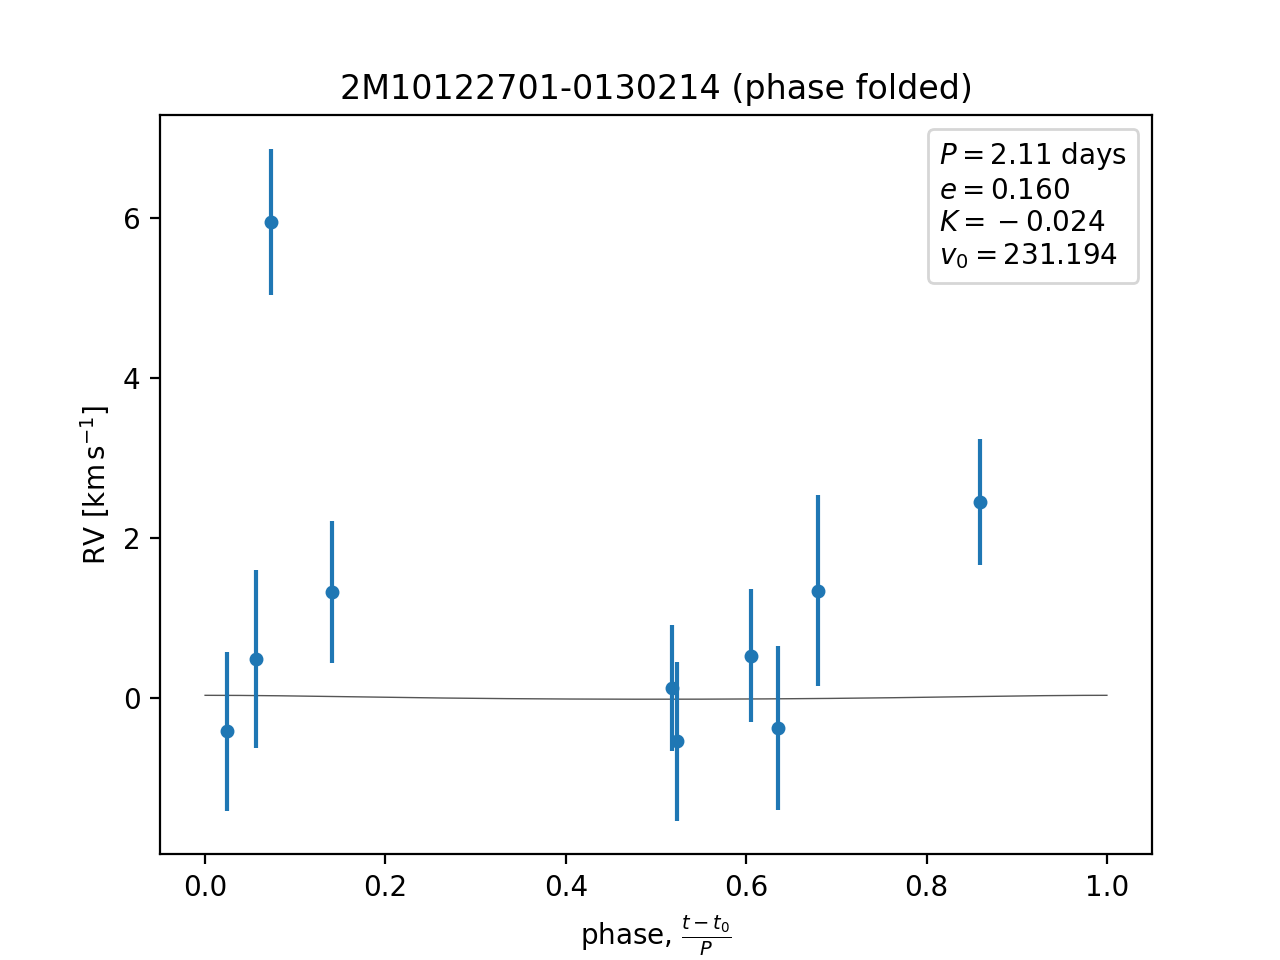 2M10122701-0130214 (phase folded)
P = 2.11 days
e = 0.160
K = −0.024
v₀ = 231.194
6
4
2
0
RV [km s⁻¹]
0.0 0.2 0.4 0.6 0.8 1.0
phase, (t − t₀)/P